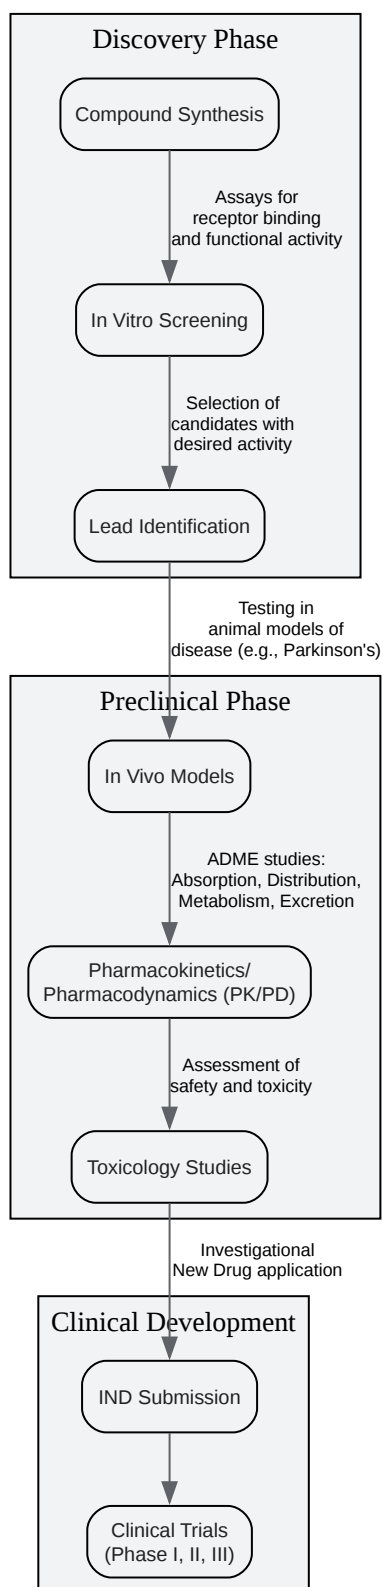 Discovery Phase
Compound Synthesis
Assays for
receptor binding
and functional activity
In Vitro Screening
Selection of
candidates with
desired activity
Lead Identification
Testing in
animal models of
disease (e.g., Parkinson's)
Preclinical Phase
In Vivo Models
ADME studies:
Absorption, Distribution,
Metabolism, Excretion
Pharmacokinetics/
Pharmacodynamics (PK/PD)
Assessment of
safety and toxicity
Toxicology Studies
Investigational
New Drug application
Clinical Development
IND Submission
Clinical Trials
(Phase I, II, III)